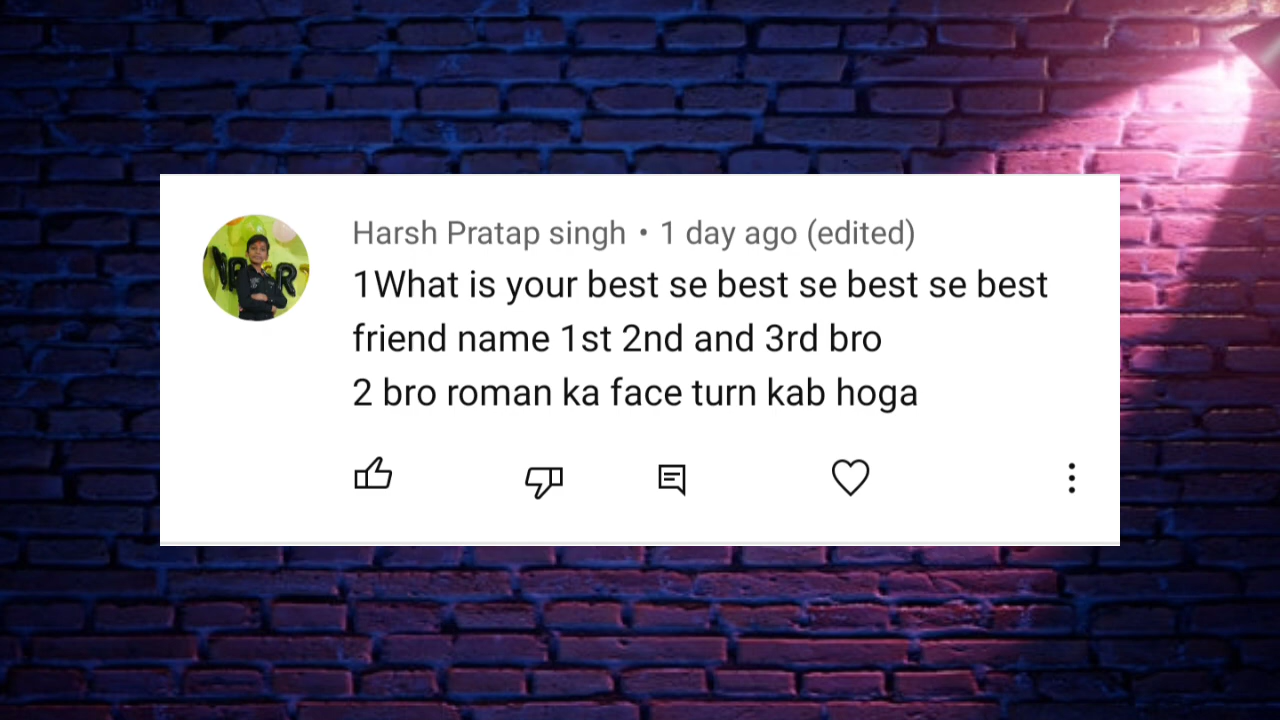 Harsh Pratap singh • 1 day ago (edited)
1What is your best se best se best se best
friend name 1st 2nd and 3rd bro
2 bro roman ka face turn kab hoga